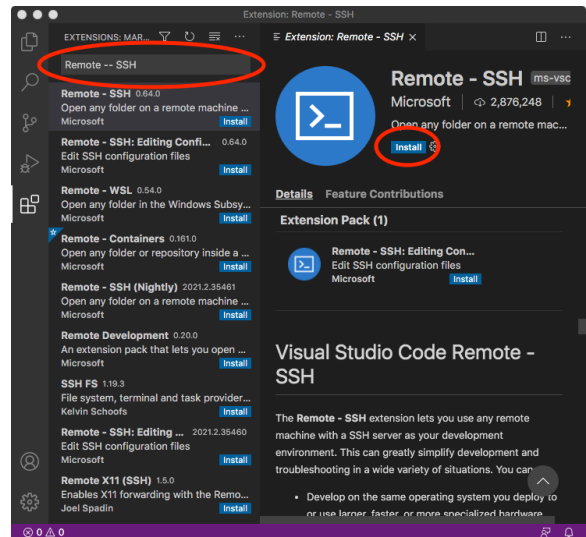 Extension: Remote - SSH
EXTENSIONS: MAR...
Remote -- SSH
Remote - SSH 0.64.0
Open any folder on a remote machine ...
Microsoft Install
Remote - SSH: Editing Confi... 0.64.0
Edit SSH configuration files
Microsoft Install
Remote - WSL 0.54.0
Open any folder in the Windows Subsy...
Microsoft Install
Remote - Containers 0.161.0
Open any folder or repository inside a ...
Microsoft Install
Remote - SSH (Nightly) 2021.2.35461
Open any folder on a remote machine ...
Microsoft Install
Remote Development 0.20.0
An extension pack that lets you open ...
Microsoft Install
SSH FS 1.19.3
File system, terminal and task provider...
Kelvin Schoofs Install
Remote - SSH: Editing ... 2021.2.35460
Edit SSH configuration files
Microsoft Install
Remote X11 (SSH) 1.5.0
Enables X11 forwarding with the Remo...
Joel Spadin Install
Extension: Remote - SSH
Remote - SSH ms-vsc
Microsoft 2,876,248
Open any folder on a remote mac...
Install
Details Feature Contributions
Extension Pack (1)
Remote - SSH: Editing Con...
Edit SSH configuration files
Microsoft Install
Visual Studio Code Remote -
SSH
The Remote - SSH extension lets you use any remote
machine with a SSH server as your development
environment. This can greatly simplify development and
troubleshooting in a wide variety of situations. You can
• Develop on the same operating system you deploy to
or use larger, faster, or more specialized hardware
0 0